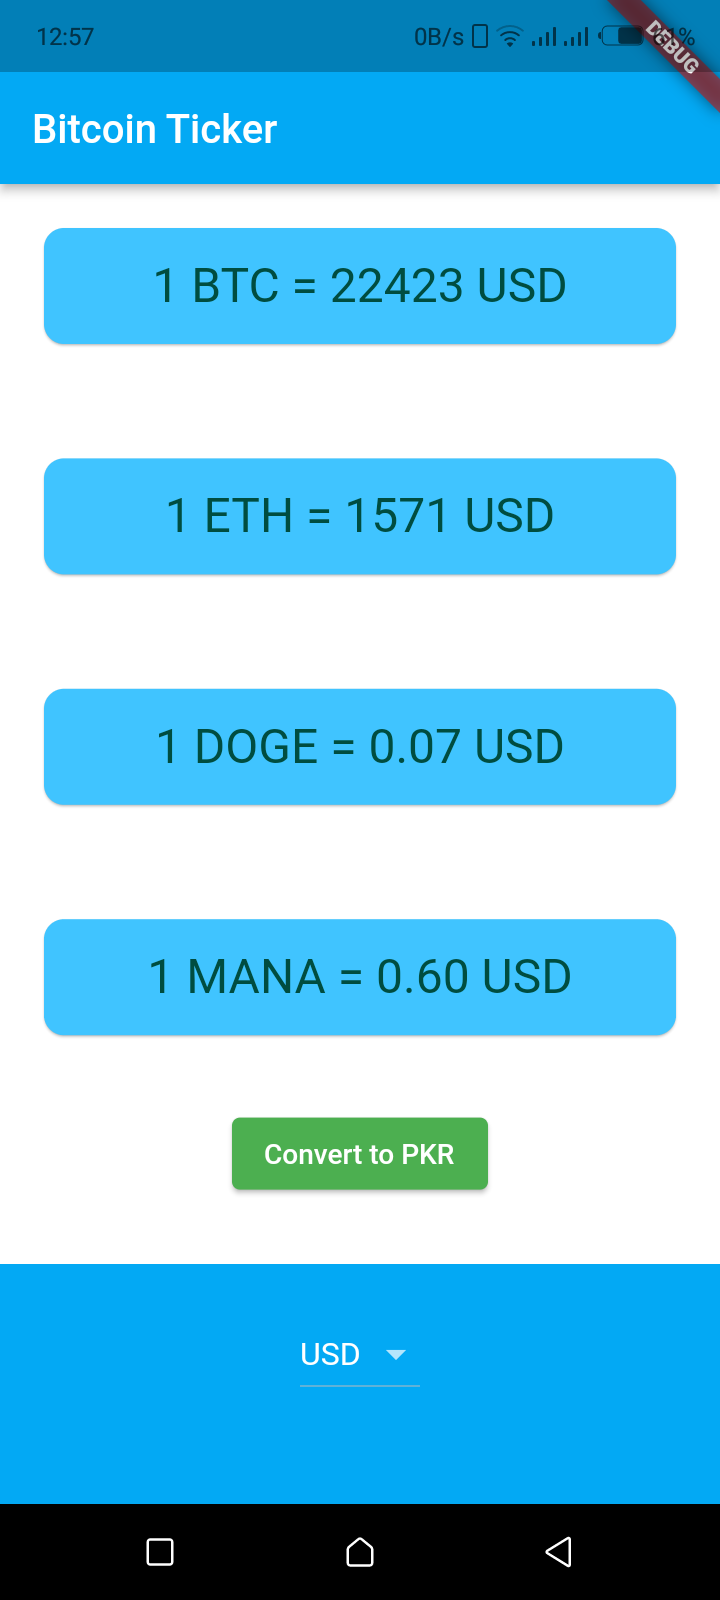 12:57
0B/s
DEBUG
Bitcoin Ticker
1 BTC = 22423 USD
1 ETH = 1571 USD
1 DOGE = 0.07 USD
1 MANA = 0.60 USD
Convert to PKR
USD